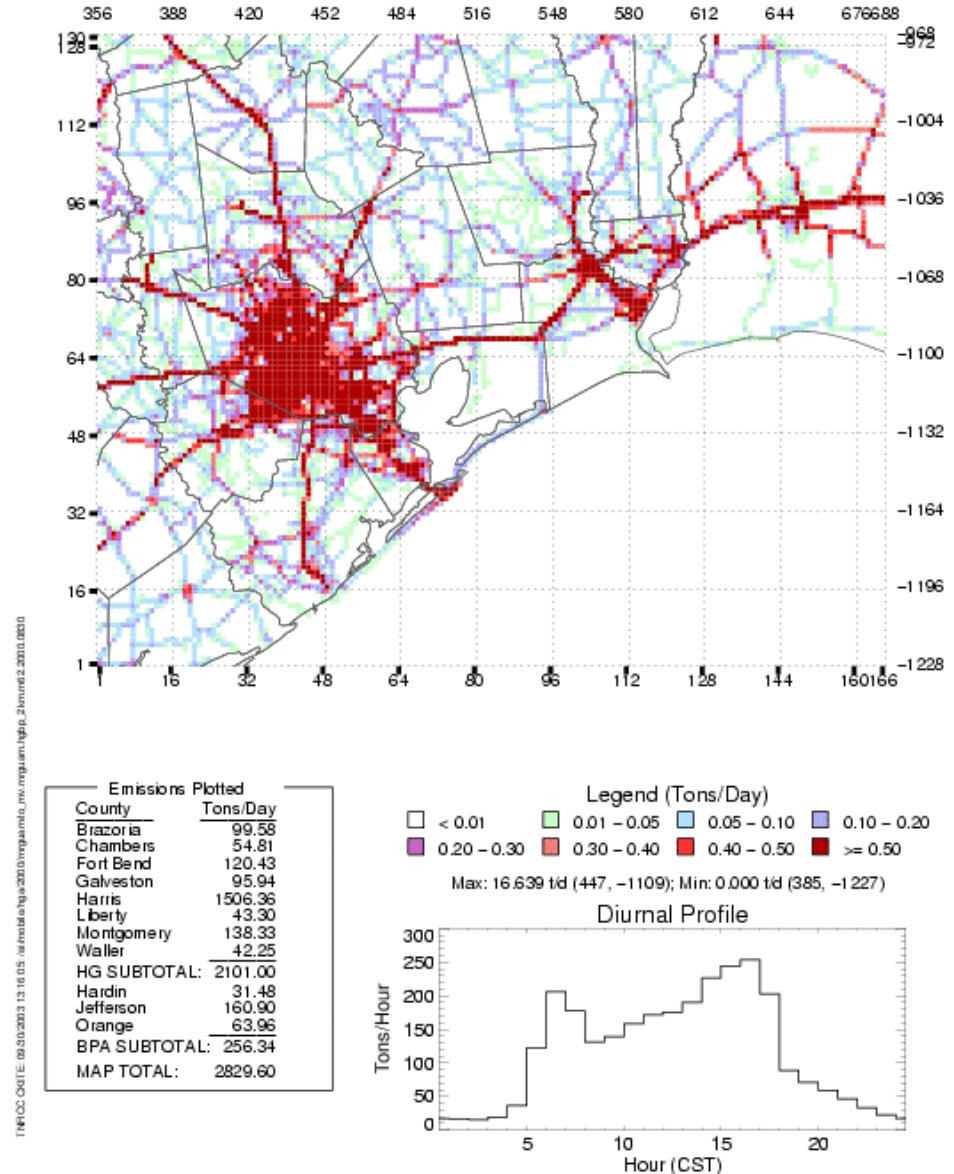 356 388 420 452 484 516 548 580 612 644 676688
130
128
112
96
80
64
48
32
16
1
-968
-972
-1004
-1036
-1068
-1100
-1132
-1164
-1196
-1228
1 16 32 48 64 80 96 112 128 144 160166
Emissions Plotted
County Tons/Day
Brazoria 99.58
Chambers 54.81
Fort Bend 120.43
Galveston 95.94
Harris 1506.36
Liberty 43.30
Montgomery 138.33
Waller 42.25
HG SUBTOTAL: 2101.00
Hardin 31.48
Jefferson 160.90
Orange 63.96
BPA SUBTOTAL: 256.34
MAP TOTAL: 2829.60
Legend (Tons/Day)
< 0.01 0.01 - 0.05 0.05 - 0.10 0.10 - 0.20
0.20 - 0.30 0.30 - 0.40 0.40 - 0.50 >= 0.50
Max: 16.639 t/d (447, -1109); Min: 0.000 t/d (385, -1227)
Diurnal Profile
300
250
200
150
100
50
0
Tons/Hour
5 10 15 20
Hour (CST)